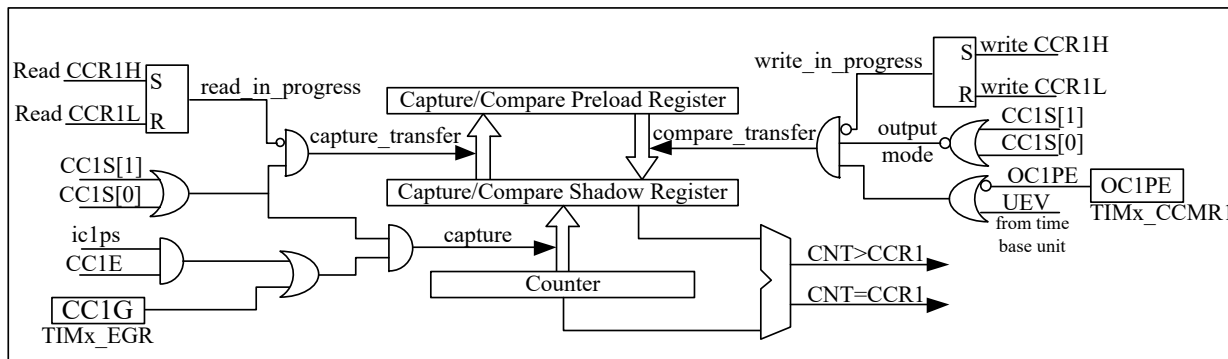 Read CCR1H
S
Read CCR1L
R
read_in_progress
Capture/Compare Preload Register
write_in_progress
S
write CCR1H
R
write CCR1L
capture_transfer
compare_transfer
output
mode
CC1S[1]
CC1S[0]
CC1S[1]
CC1S[0]
Capture/Compare Shadow Register
OC1PE
OC1PE
TIMx_CCMR1
UEV
from time
base unit
ic1ps
CC1E
capture
Counter
CNT>CCR1
CNT=CCR1
CC1G
TIMx_EGR